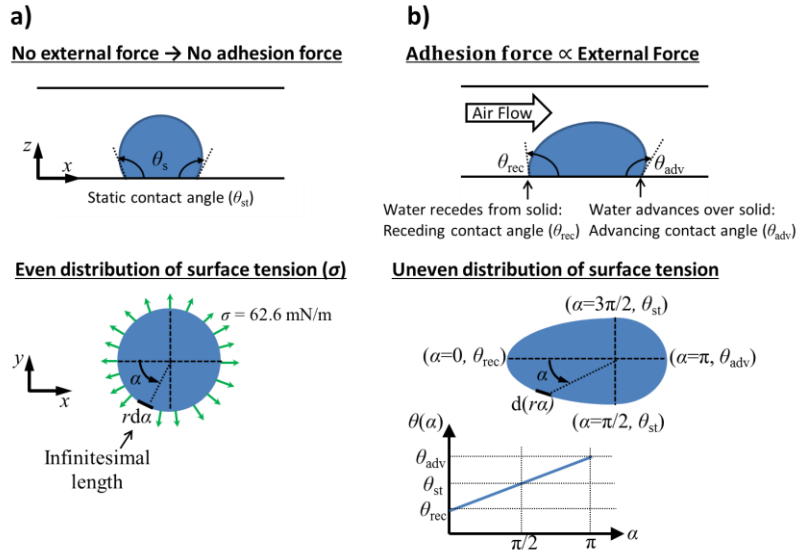 a)
No external force → No adhesion force
z
x
θs
Static contact angle (θst)
Even distribution of surface tension (σ)
σ = 62.6 mN/m
y
x
α
rdα
Infinitesimal
length
b)
Adhesion force ∝ External Force
Air Flow
θrec
θadv
Water recedes from solid:
Receding contact angle (θrec)
Water advances over solid:
Advancing contact angle (θadv)
Uneven distribution of surface tension
(α=3π/2, θst)
(α=0, θrec)
(α=π, θadv)
α
d(rα)
(α=π/2, θst)
θ(α)
θadv
θst
θrec
π/2
π
α